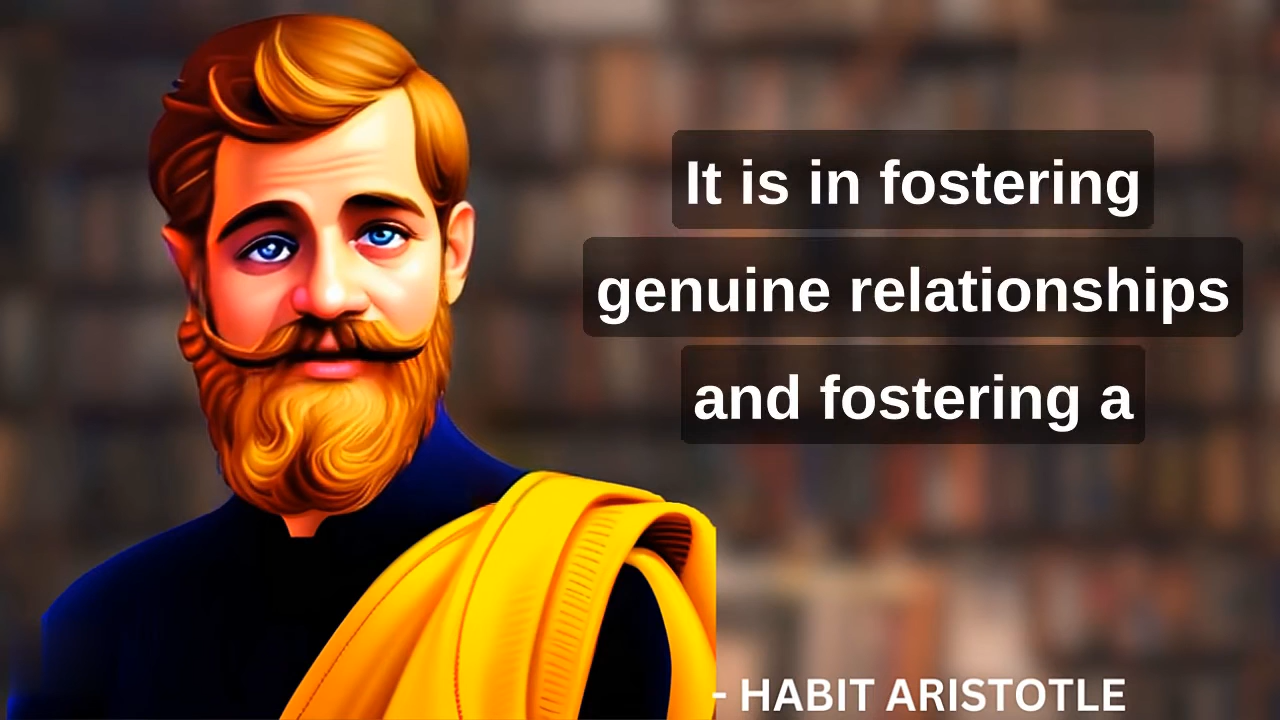 It is in fostering
genuine relationships
and fostering a
- HABIT ARISTOTLE